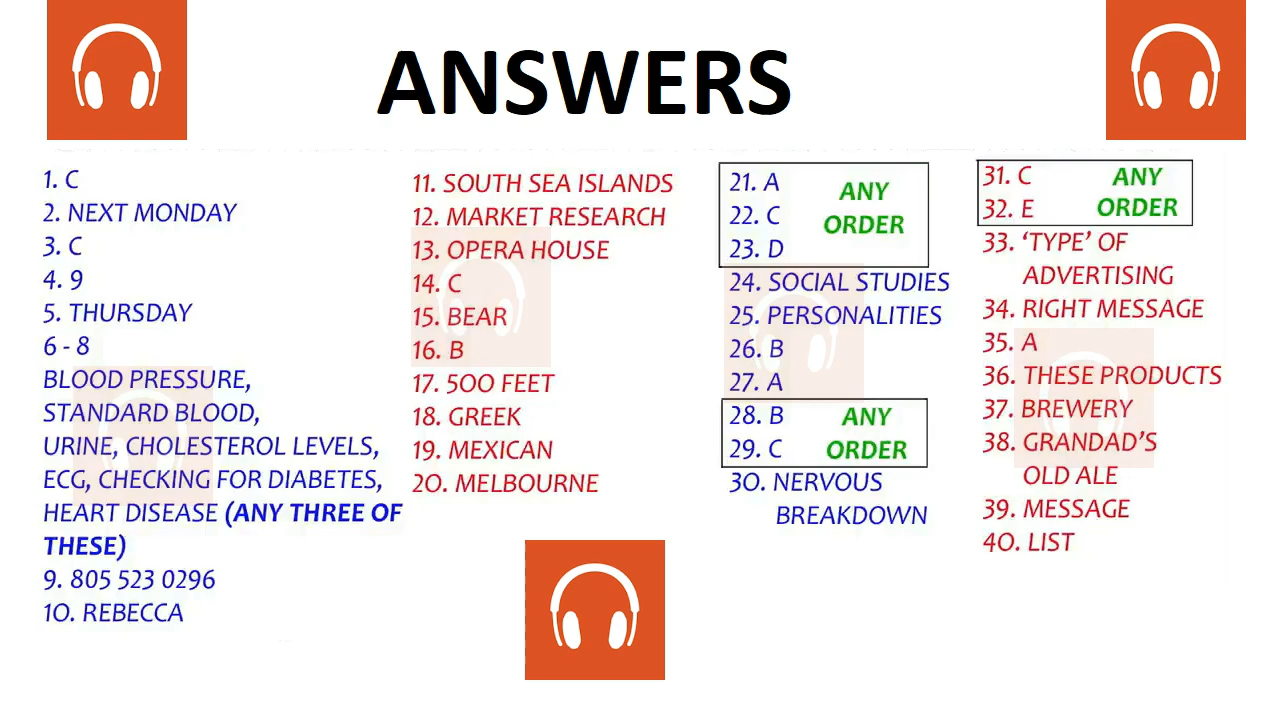 ANSWERS
1. C
2. NEXT MONDAY
3. C
4. 9
5. THURSDAY
6 - 8
BLOOD PRESSURE,
STANDARD BLOOD,
URINE, CHOLESTEROL LEVELS,
ECG, CHECKING FOR DIABETES,
HEART DISEASE (ANY THREE OF
THESE)
9. 805 523 0296
10. REBECCA
11. SOUTH SEA ISLANDS
12. MARKET RESEARCH
13. OPERA HOUSE
14. C
15. BEAR
16. B
17. 500 FEET
18. GREEK
19. MEXICAN
20. MELBOURNE
21. A
22. C
23. D
ANY
ORDER
24. SOCIAL STUDIES
25. PERSONALITIES
26. B
27. A
28. B
29. C
ANY
ORDER
30. NERVOUS
BREAKDOWN
31. C
32. E
ANY
ORDER
33. ‘TYPE’ OF
ADVERTISING
34. RIGHT MESSAGE
35. A
36. THESE PRODUCTS
37. BREWERY
38. GRANDAD’S
OLD ALE
39. MESSAGE
40. LIST